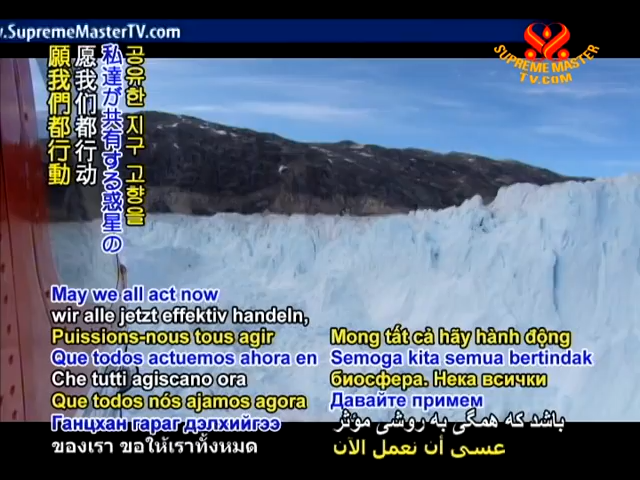 w.SupremeMasterTV.com
SUPREME MASTER
TV.COM
공유한 지구 고향을
私達が共有する惑星の
愿我们都行动
願我們都行動
May we all act now
wir alle jetzt effektiv handeln,
Puissions-nous tous agir
Que todos actuemos ahora en
Che tutti agiscano ora
Que todos nós ajamos agora
Ганцхан гараг дэлхийгээ
ของเรา ขอให้เราทั้งหมด
Mong tất cả hãy hành động
Semoga kita semua bertindak
биосфера. Нека всички
Давайте примем
باشد که همگی به روشی مؤثر
عسى أن نعمل الآن